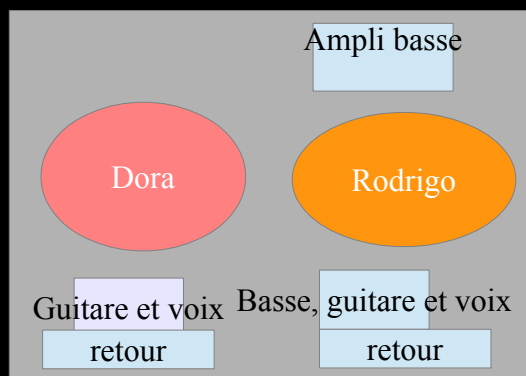 Ampli basse
Dora
Rodrigo
Guitare et voix
Basse, guitare et voix
retour
retour